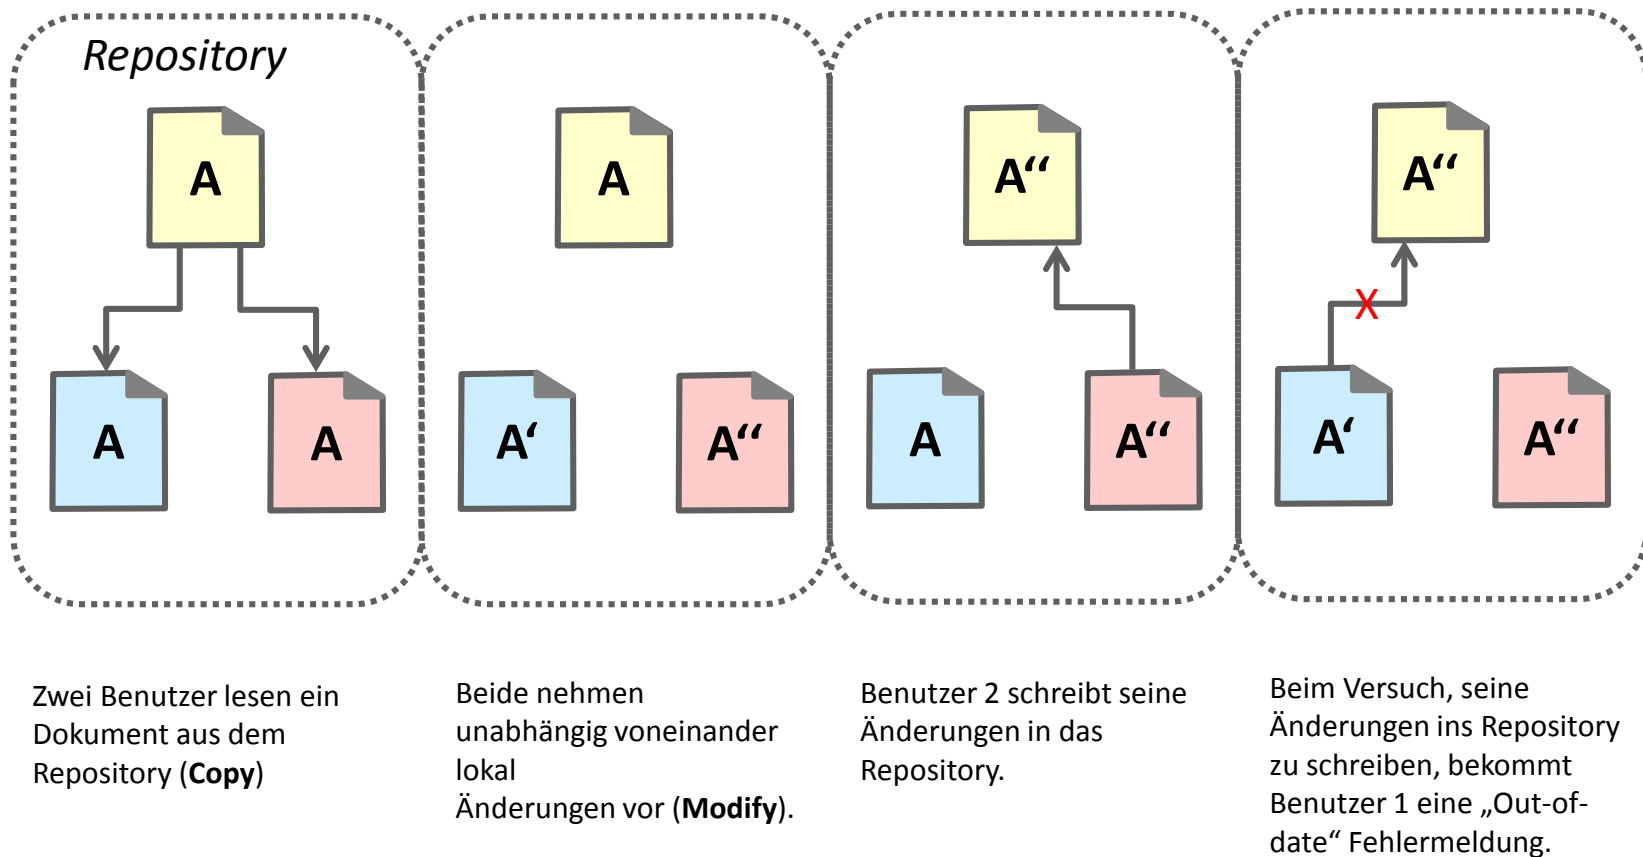 Repository
A
A
A
A
A‘
A‘‘
A‘‘
A
A‘‘
A‘‘
X
A‘
A‘‘
Zwei Benutzer lesen ein
Dokument aus dem
Repository (Copy)
Beide nehmen
unabhängig voneinander
lokal
Änderungen vor (Modify).
Benutzer 2 schreibt seine
Änderungen in das
Repository.
Beim Versuch, seine
Änderungen ins Repository
zu schreiben, bekommt
Benutzer 1 eine „Out-of-
date“ Fehlermeldung.